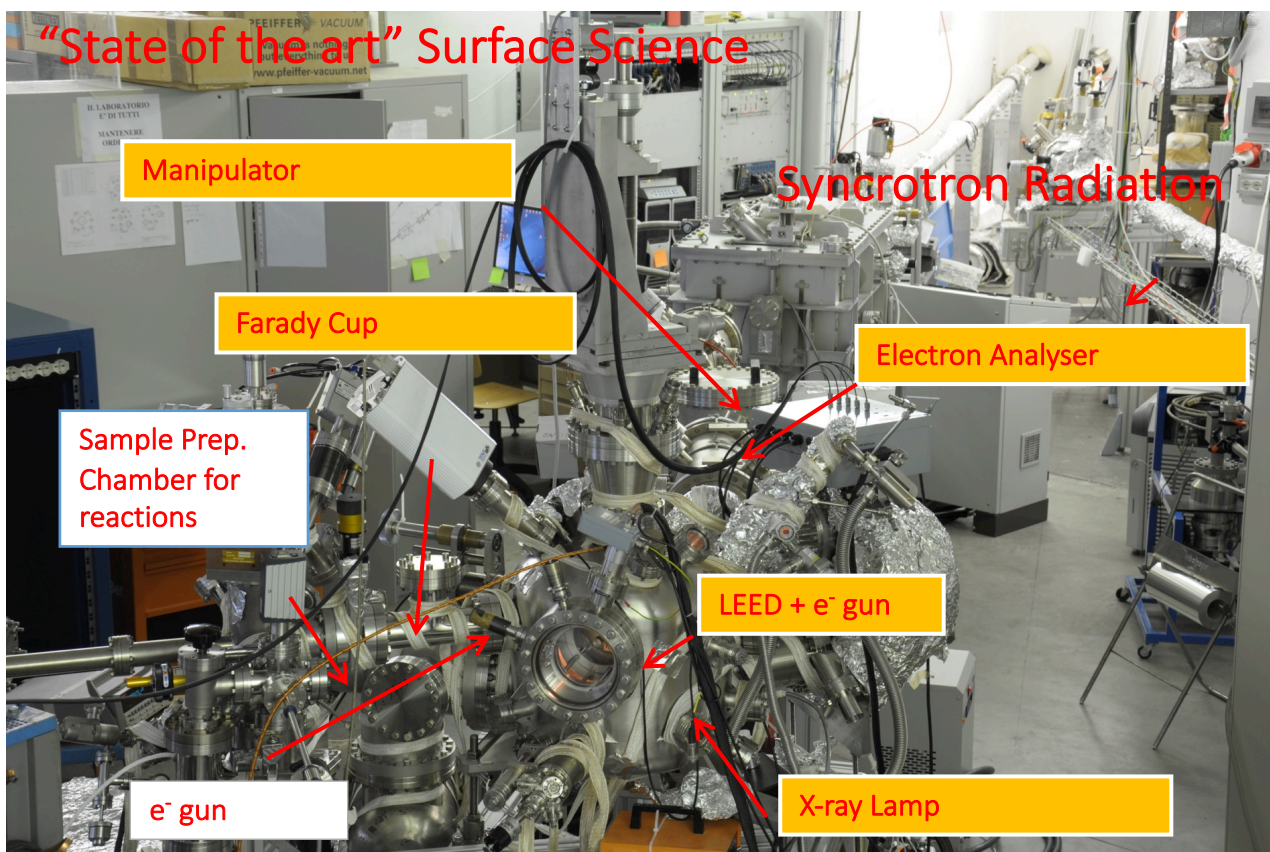 “State of the art” Surface Science
PFEIFFER VACUUM
www.pfeiffer-vacuum.net
IL LABORATORIO
E' DI TUTTI
MANTENERE
Manipulator
Syncrotron Radiation
Farady Cup
Electron Analyser
Sample Prep.
Chamber for
reactions
LEED + e- gun
e- gun
X-ray Lamp